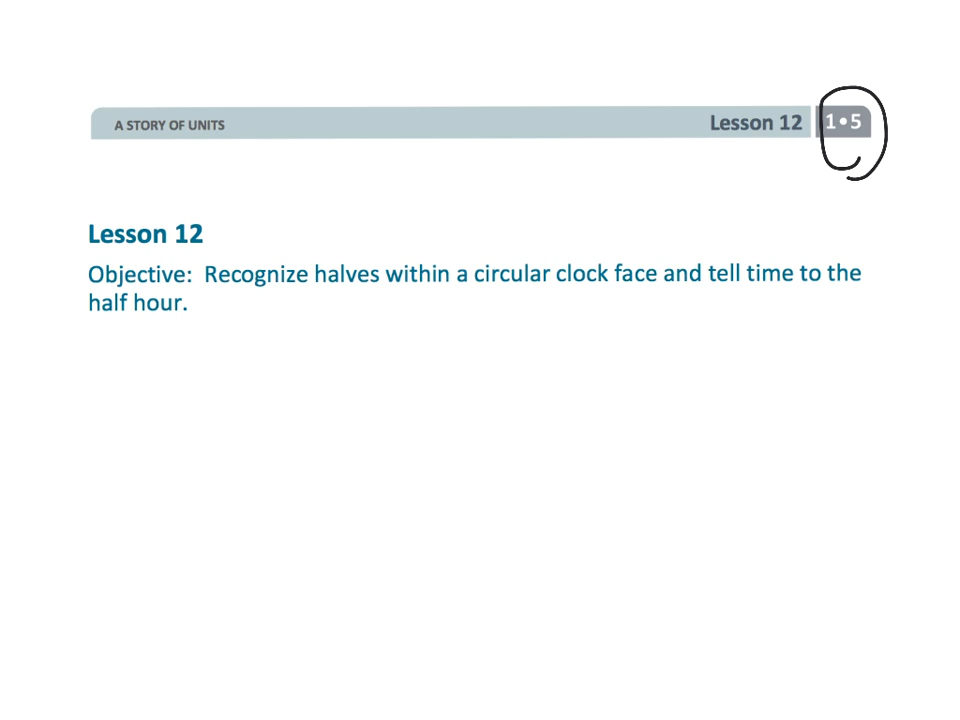 A STORY OF UNITS Lesson 12 1•5
Lesson 12
Objective: Recognize halves within a circular clock face and tell time to the
half hour.